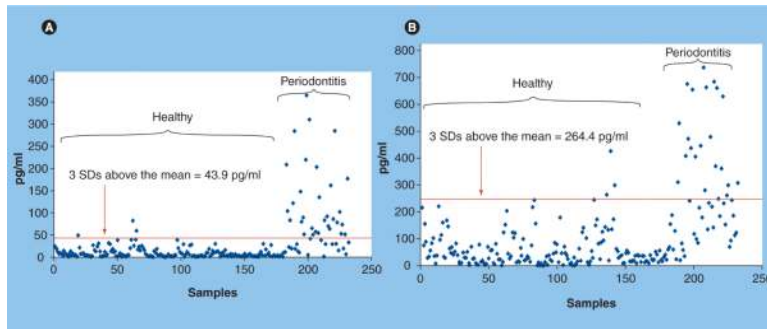 A
pg/ml
400
350
300
250
200
150
100
50
0
Periodontitis
Healthy
3 SDs above the mean = 43.9 pg/ml
0 50 100 150 200 250
Samples
B
pg/ml
800
700
600
500
400
300
200
100
0
Periodontitis
Healthy
3 SDs above the mean = 264.4 pg/ml
0 50 100 150 200 250
Samples